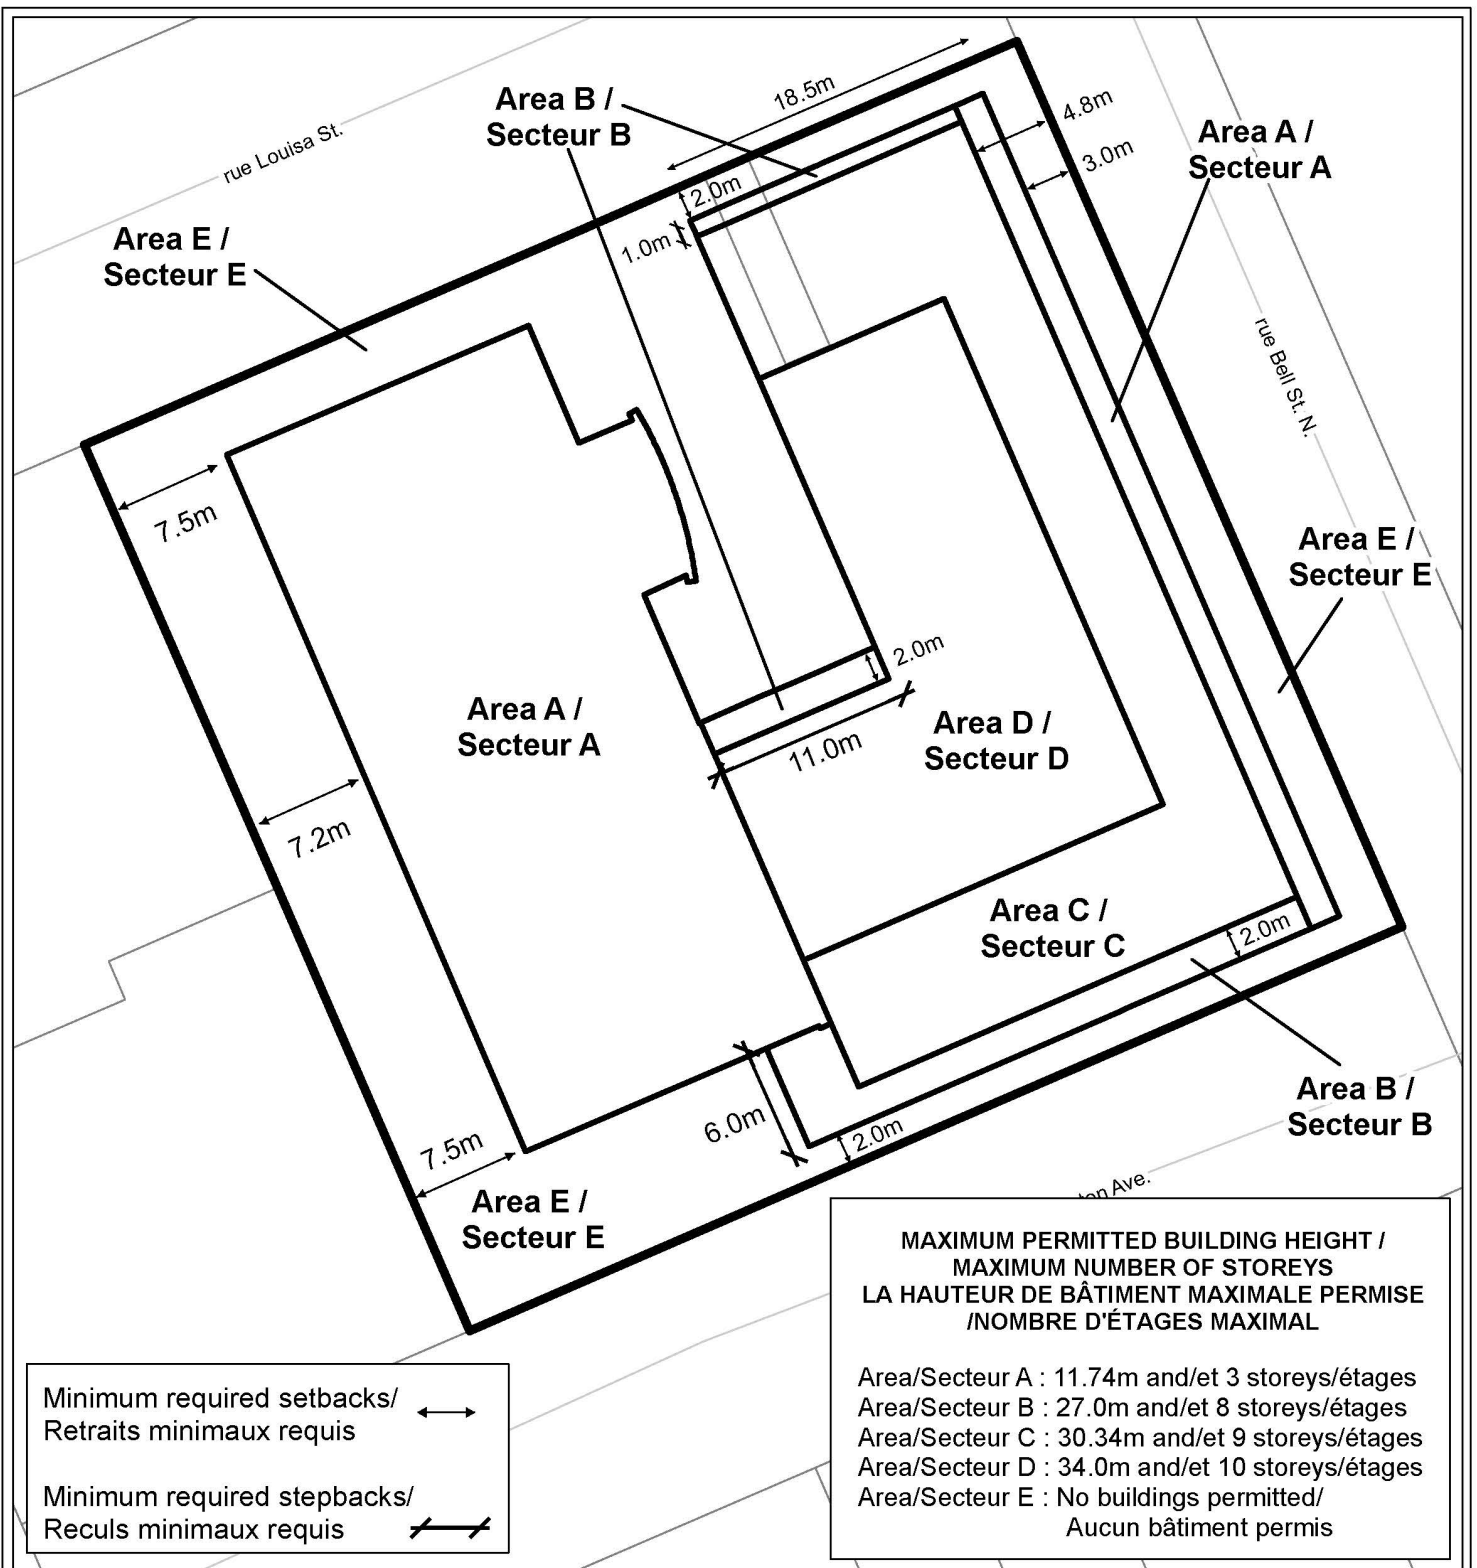 18.5m
Area B /
Secteur B
4.8m
rue Louisa St.
Area A /
Secteur A
3.0m
2.0m
1.0m
Area E /
Secteur E
rue Bell St. N.
7.5m
Area E /
Secteur E
2.0m
Area A /
Secteur A
Area D /
Secteur D
11.0m
7.2m
Area C /
Secteur C
2.0m
Area B /
Secteur B
6.0m
2.0m
7.5m
Ave.
Area E /
Secteur E
MAXIMUM PERMITTED BUILDING HEIGHT /
MAXIMUM NUMBER OF STOREYS
LA HAUTEUR DE BÂTIMENT MAXIMALE PERMISE
/NOMBRE D'ÉTAGES MAXIMAL
Area/Secteur A : 11.74m and/et 3 storeys/étages
Area/Secteur B : 27.0m and/et 8 storeys/étages
Area/Secteur C : 30.34m and/et 9 storeys/étages
Area/Secteur D : 34.0m and/et 10 storeys/étages
Area/Secteur E : No buildings permitted/
Aucun bâtiment permis
Minimum required setbacks/
Retraits minimaux requis
Minimum required stepbacks/
Reculs minimaux requis